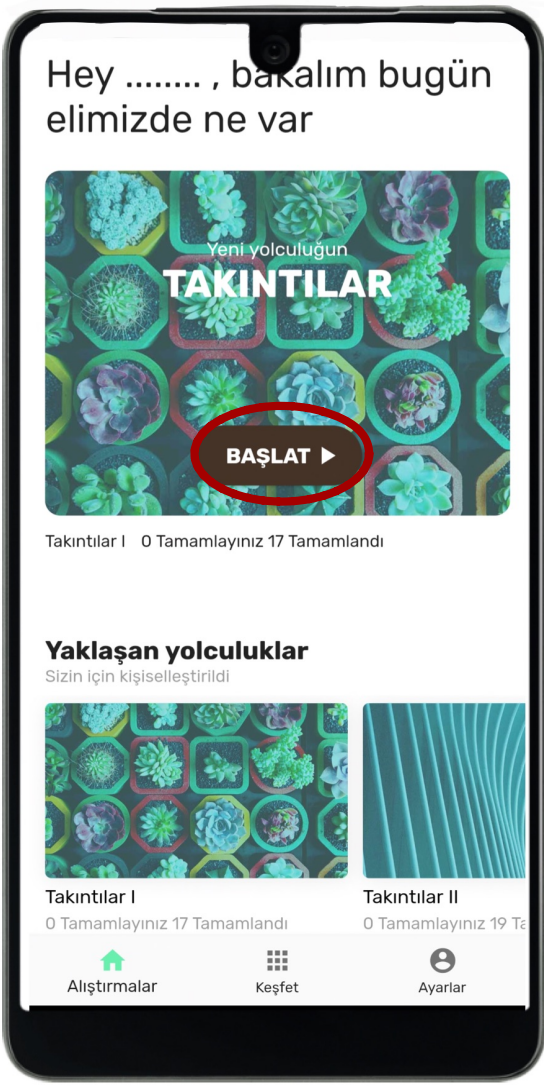 Hey ........ , bakalım bugün
elimizde ne var
Yeni yolculuğun
TAKINTILAR
BAŞLAT
Takıntılar I 0 Tamamlayınız 17 Tamamlandı
Yaklaşan yolculuklar
Sizin için kişiselleştirildi
Takıntılar I
0 Tamamlayınız 17 Tamamlandı
Takıntılar II
0 Tamamlayınız 19 Ta
Alıştırmalar
Keşfet
Ayarlar